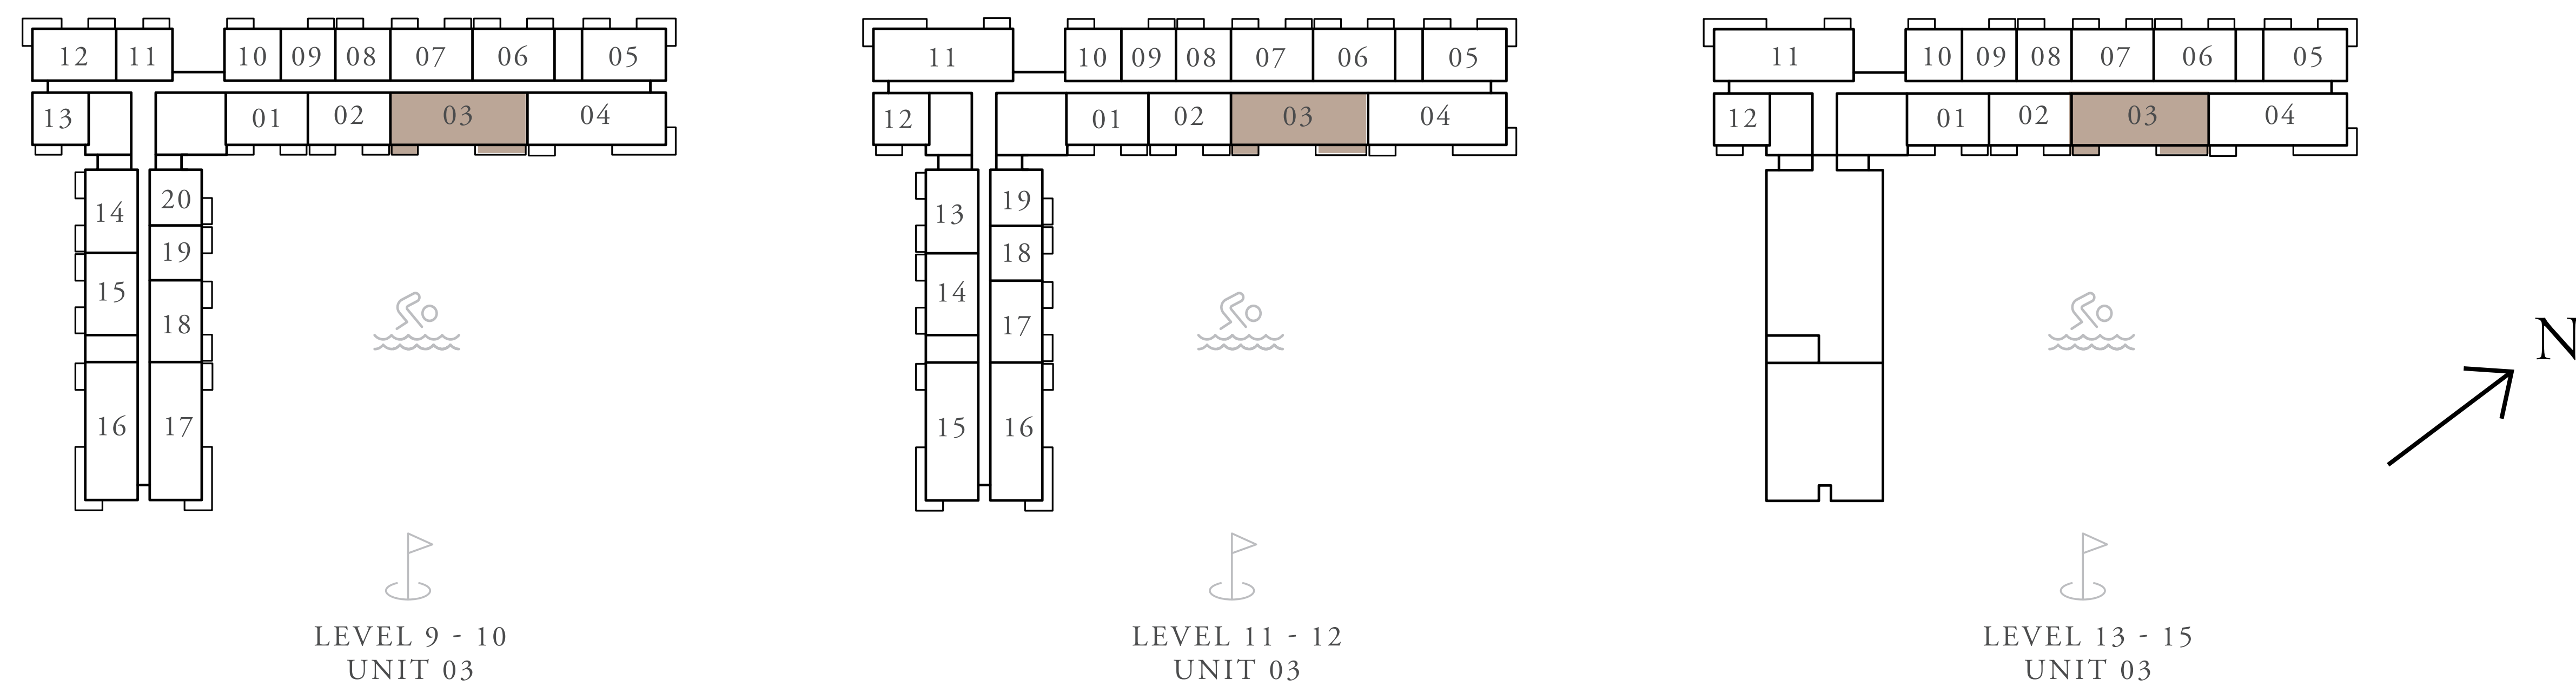 12 11 10 09 08 07 06 05
13 01 02 03 04
14 20
19
15
18
16 17
LEVEL 9 - 10
UNIT 03
11 10 09 08 07 06 05
12 01 02 03 04
13 19
18
14
17
15 16
LEVEL 11 - 12
UNIT 03
11 10 09 08 07 06 05
12 01 02 03 04
LEVEL 13 - 15
UNIT 03
N